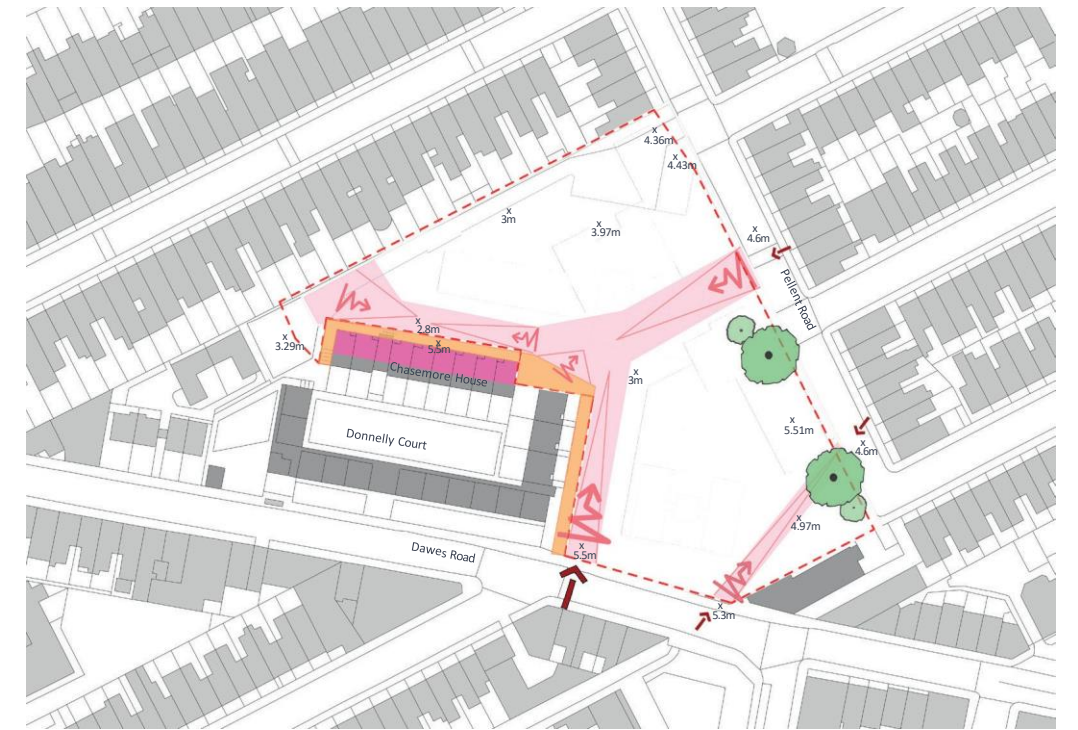 x
4.36m
x
4.43m
x
3m
x
3.97m
x
4.6m
Pellent Road
x
2.8m
x
3.29m
x
5.5m
Chasemore House
x
3m
x
5.51m
Donnelly Court
x
4.6m
x
4.97m
Dawes Road
x
5.5m
x
5.3m